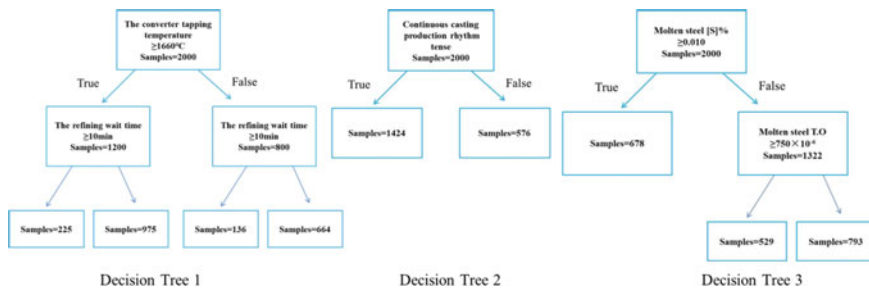 The converter tapping
temperature
≥1660℃
Samples=2000
True
False
The refining wait time
≥10min
Samples=1200
The refining wait time
≥10min
Samples=800
Samples=225
Samples=975
Samples=136
Samples=664
Decision Tree 1
Continuous casting
production rhythm
tense
Samples=2000
True
False
Samples=1424
Samples=576
Decision Tree 2
Molten steel [S]%
≥0.010
Samples=2000
True
False
Samples=678
Molten steel T.O
≥750×10⁻⁶
Samples=1322
Samples=529
Samples=793
Decision Tree 3